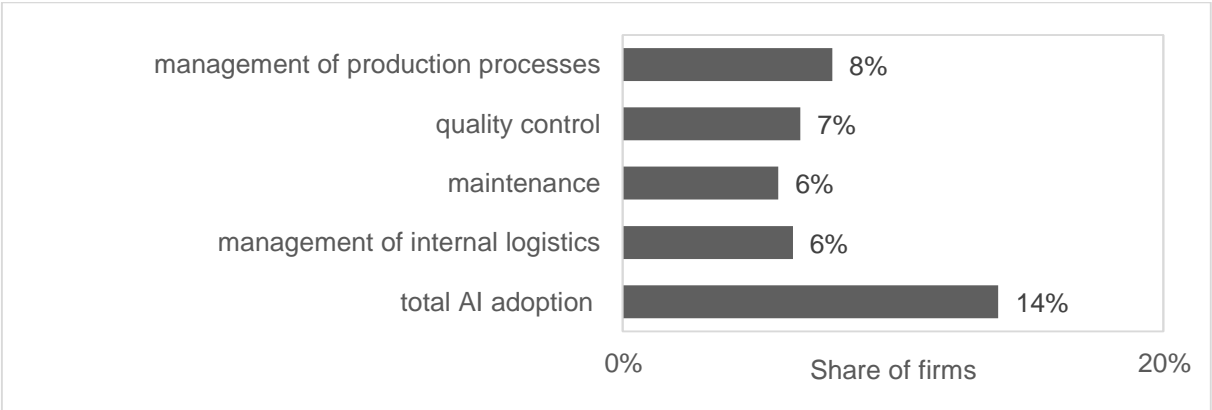 management of production processes 8%
quality control 7%
maintenance 6%
management of internal logistics 6%
total AI adoption 14%
0% Share of firms 20%